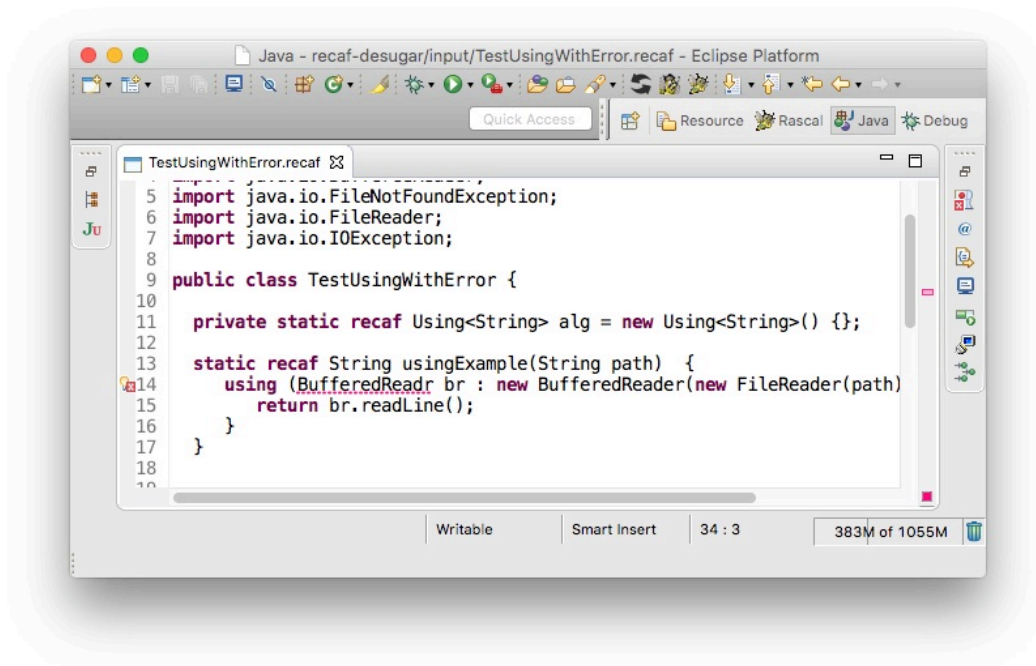 Java - recaf-desugar/input/TestUsingWithError.recaf - Eclipse Platform
Quick Access
Resource Rascal Java Debug
TestUsingWithError.recaf
5 import java.io.FileNotFoundException;
6 import java.io.FileReader;
7 import java.io.IOException;
8
9 public class TestUsingWithError {
10
11 private static recaf Using<String> alg = new Using<String>() {};
12
13 static recaf String usingExample(String path) {
14 using (BufferedReadr br : new BufferedReader(new FileReader(path)
15 return br.readLine();
16 }
17 }
18
JU
@
Writable Smart Insert 34 : 3 383M of 1055M